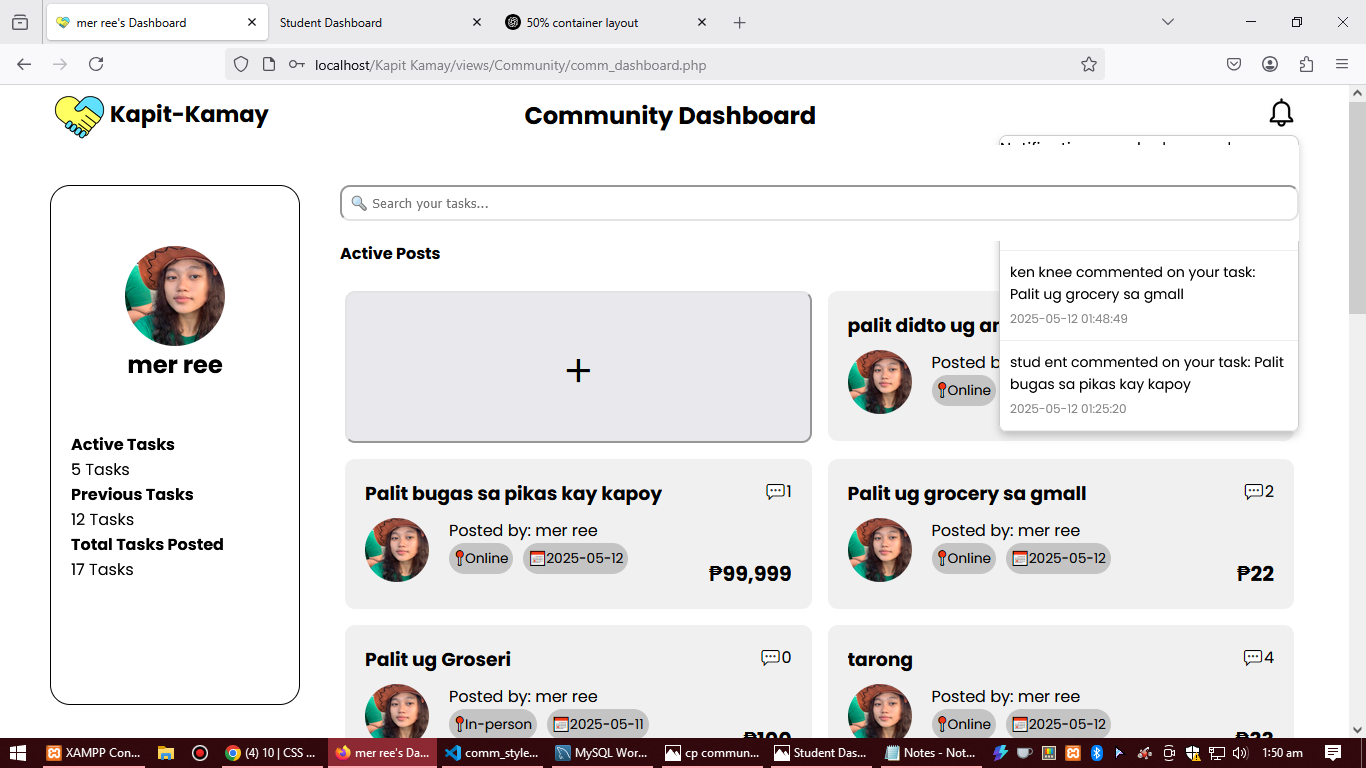 mer ree's Dashboard
Student Dashboard
50% container layout
localhost/Kapit Kamay/views/Community/comm_dashboard.php
Kapit-Kamay
Community Dashboard
Search your tasks...
Active Posts
mer ree
Active Tasks
5 Tasks
Previous Tasks
12 Tasks
Total Tasks Posted
17 Tasks
+
palit didto ug
Posted
Online
ken knee commented on your task:
Palit ug grocery sa gmall
2025-05-12 01:48:49
stud ent commented on your task: Palit
bugas sa pikas kay kapoy
2025-05-12 01:25:20
Palit bugas sa pikas kay kapoy
1
Posted by: mer ree
Online
2025-05-12
₱99,999
Palit ug grocery sa gmall
2
Posted by: mer ree
Online
2025-05-12
₱22
Palit ug Groseri
0
Posted by: mer ree
In-person
2025-05-11
tarong
4
Posted by: mer ree
Online
2025-05-12
XAMPP Con...
(4) 10 | CSS ...
mer ree's Da...
comm_style...
MySQL Wor...
cp commun...
Student Das...
Notes - Not...
1:50 am